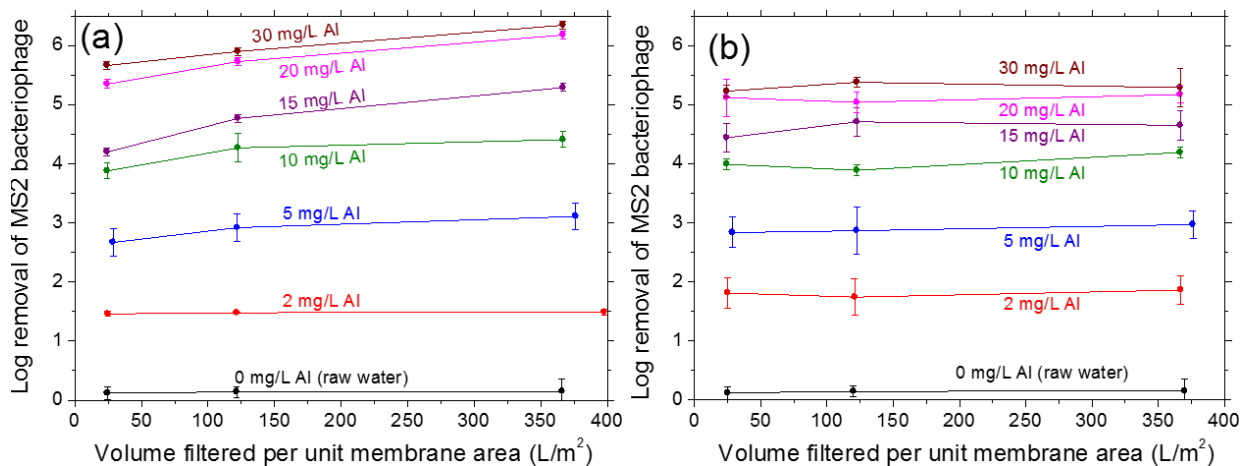 (a)
Log removal of MS2 bacteriophage
6
5
4
3
2
1
0
30 mg/L Al
20 mg/L Al
15 mg/L Al
10 mg/L Al
5 mg/L Al
2 mg/L Al
0 mg/L Al (raw water)
0 50 100 150 200 250 300 350 400
Volume filtered per unit membrane area (L/m²)
(b)
Log removal of MS2 bacteriophage
6
5
4
3
2
1
0
30 mg/L Al
20 mg/L Al
15 mg/L Al
10 mg/L Al
5 mg/L Al
2 mg/L Al
0 mg/L Al (raw water)
0 50 100 150 200 250 300 350 400
Volume filtered per unit membrane area (L/m²)